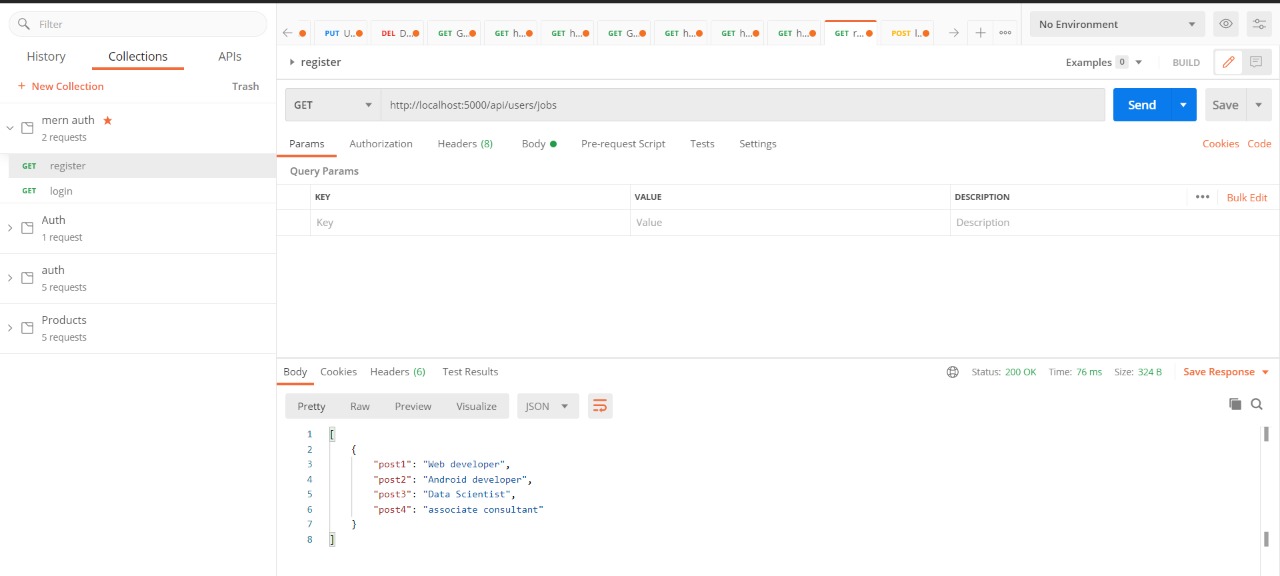 Filter
PUT U... DEL D... GET G... GET h... GET h... GET G... GET h... GET h... GET h... GET r... POST l...
No Environment
History Collections APIs
register
Examples 0 BUILD
+ New Collection Trash
GET http://localhost:5000/api/users/jobs Send Save
mern auth
2 requests
Params Authorization Headers (8) Body Pre-request Script Tests Settings Cookies Code
GET register
Query Params
GET login
KEY VALUE DESCRIPTION ••• Bulk Edit
Key Value Description
Auth
1 request
auth
5 requests
Products
5 requests
Body Cookies Headers (6) Test Results Status: 200 OK Time: 76 ms Size: 324 B Save Response
Pretty Raw Preview Visualize JSON
1 [
2 {
3 "post1": "Web developer",
4 "post2": "Android developer",
5 "post3": "Data Scientist",
6 "post4": "associate consultant"
7 }
8 ]